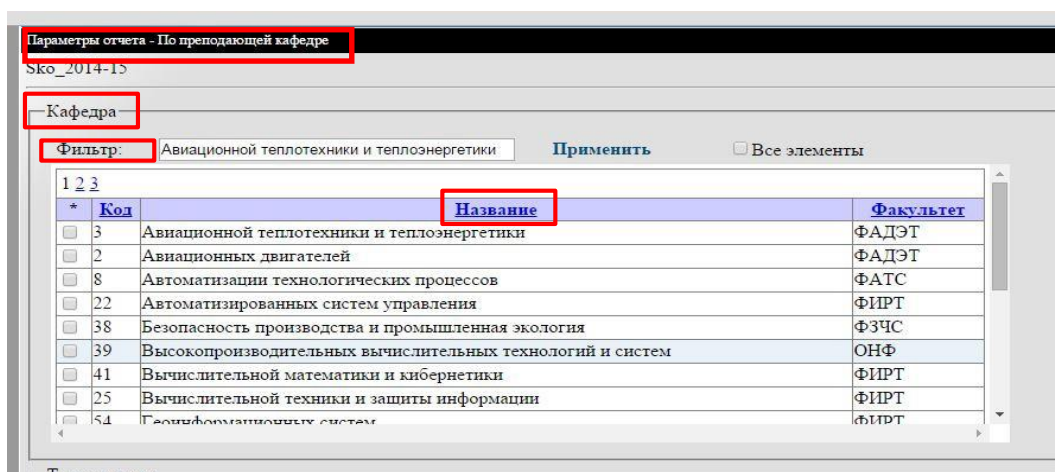 Параметры отчета - По преподающей кафедре
Sko_2014-15
Кафедра
Фильтр: Авиационной теплотехники и теплоэнергетики Применить Все элементы
1 2 3
* Код Название Факультет
3 Авиационной теплотехники и теплоэнергетики ФАДЭТ
2 Авиационных двигателей ФАДЭТ
8 Автоматизации технологических процессов ФАТС
22 Автоматизированных систем управления ФИРТ
38 Безопасность производства и промышленная экология ФЗЧС
39 Высокопроизводительных вычислительных технологий и систем ОНФ
41 Вычислительной математики и кибернетики ФИРТ
25 Вычислительной техники и защиты информации ФИРТ
54 Геоинформационных систем ФИРТ